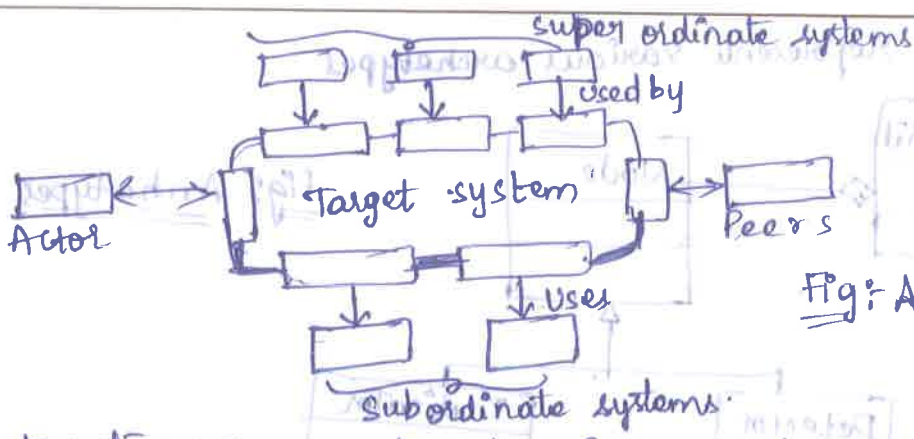 super ordinate systems
used by
Target system
Actor
Peers
Fig:- A
uses
Subordinate systems.